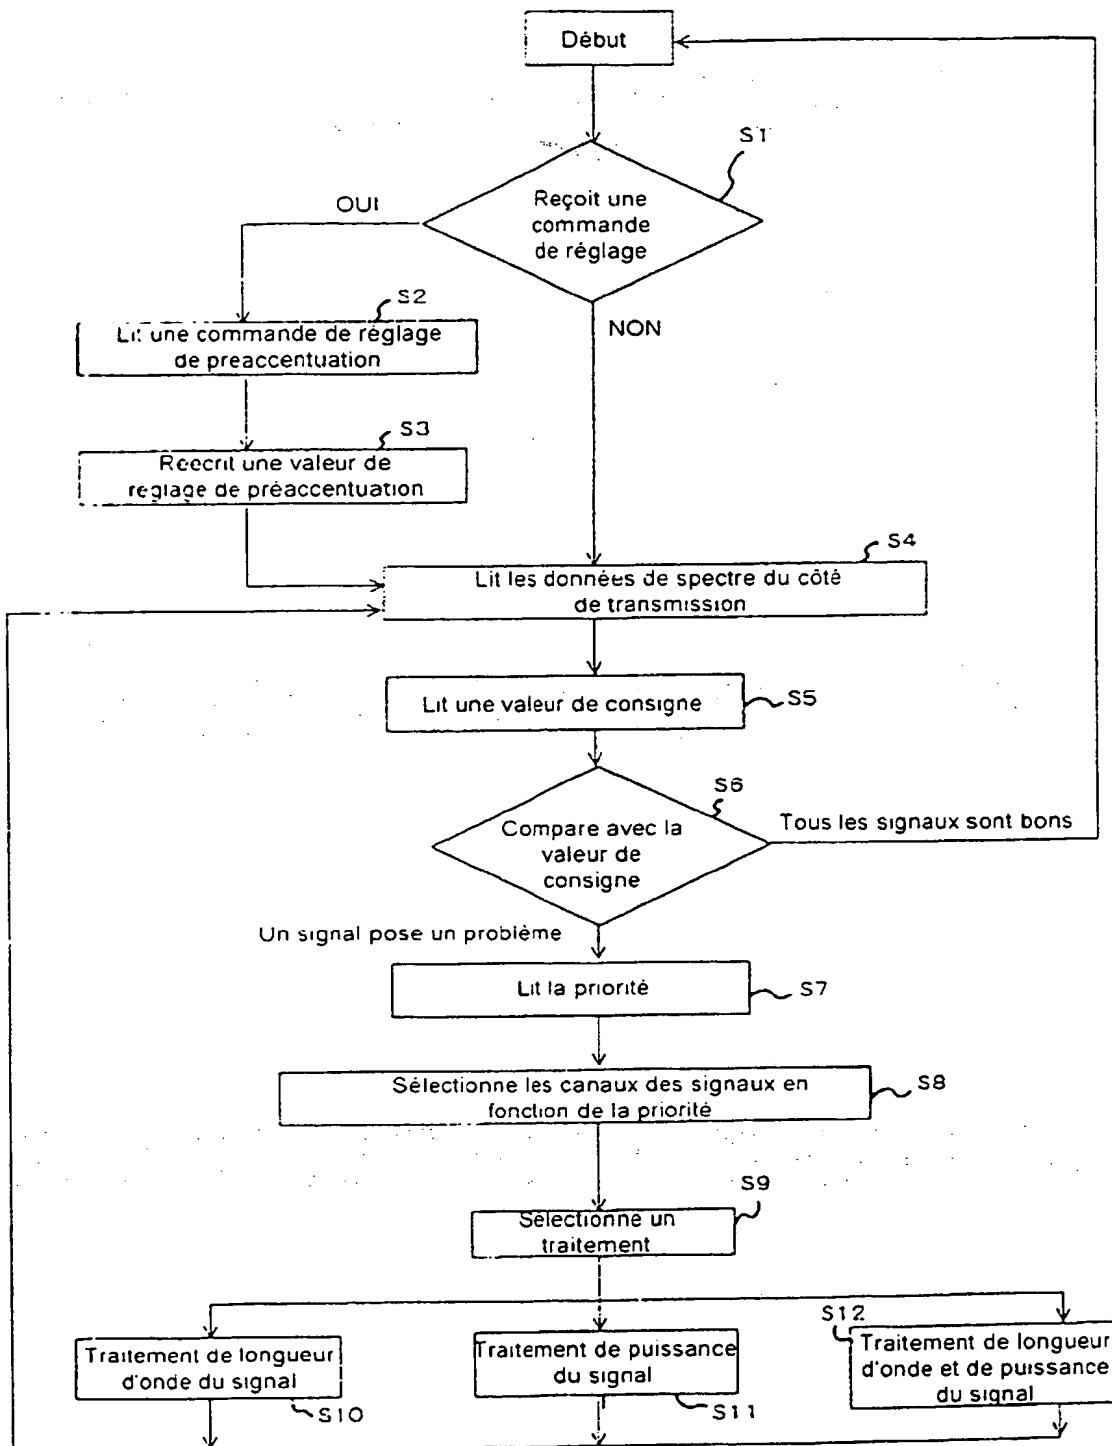 Début
S1
Reçoit une
commande
de réglage
OUI
NON
S2
Lit une commande de réglage
de preaccentuation
S3
Réécrit une valeur de
reglage de préaccentuation
S4
Lit les données de spectre du côté
de transmission
Lit une valeur de consigne
S5
S6
Compare avec la
valeur de
consigne
Tous les signaux sont bons
Un signal pose un problème
Lit la priorité
S7
Sélectionne les canaux des signaux en
fonction de la priorité
S8
S9
Sélectionne un
traitement
Traitement de longueur
d'onde du signal
S10
Traitement de puissance
du signal
S11
S12
Traitement de longueur
d'onde et de puissance
du signal